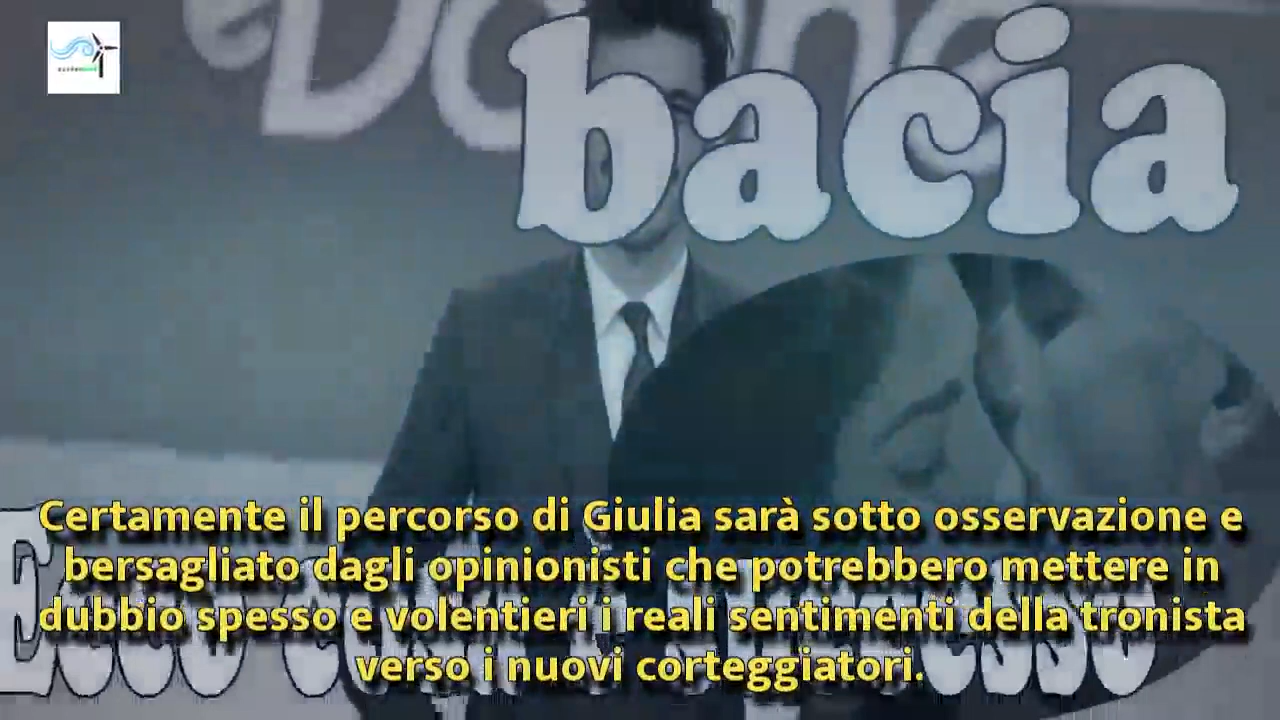 eDonne
bacia
Certamente il percorso di Giulia sarà sotto osservazione e
bersagliato dagli opinionisti che potrebbero mettere in
dubbio spesso e volentieri i reali sentimenti della tronista
verso i nuovi corteggiatori.